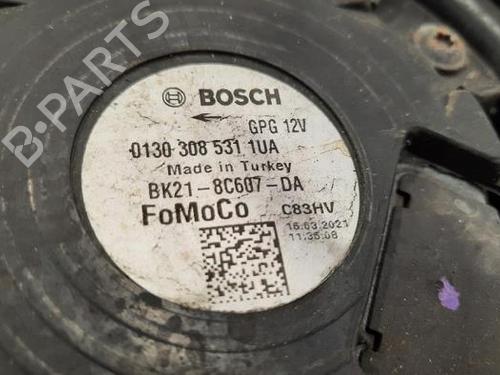 BOSCH
GPG 12V
0130 308 531 1UA
Made in Turkey
BK21-8C607-DA
FoMoCo C83HV
16.03.2021
11:35:08